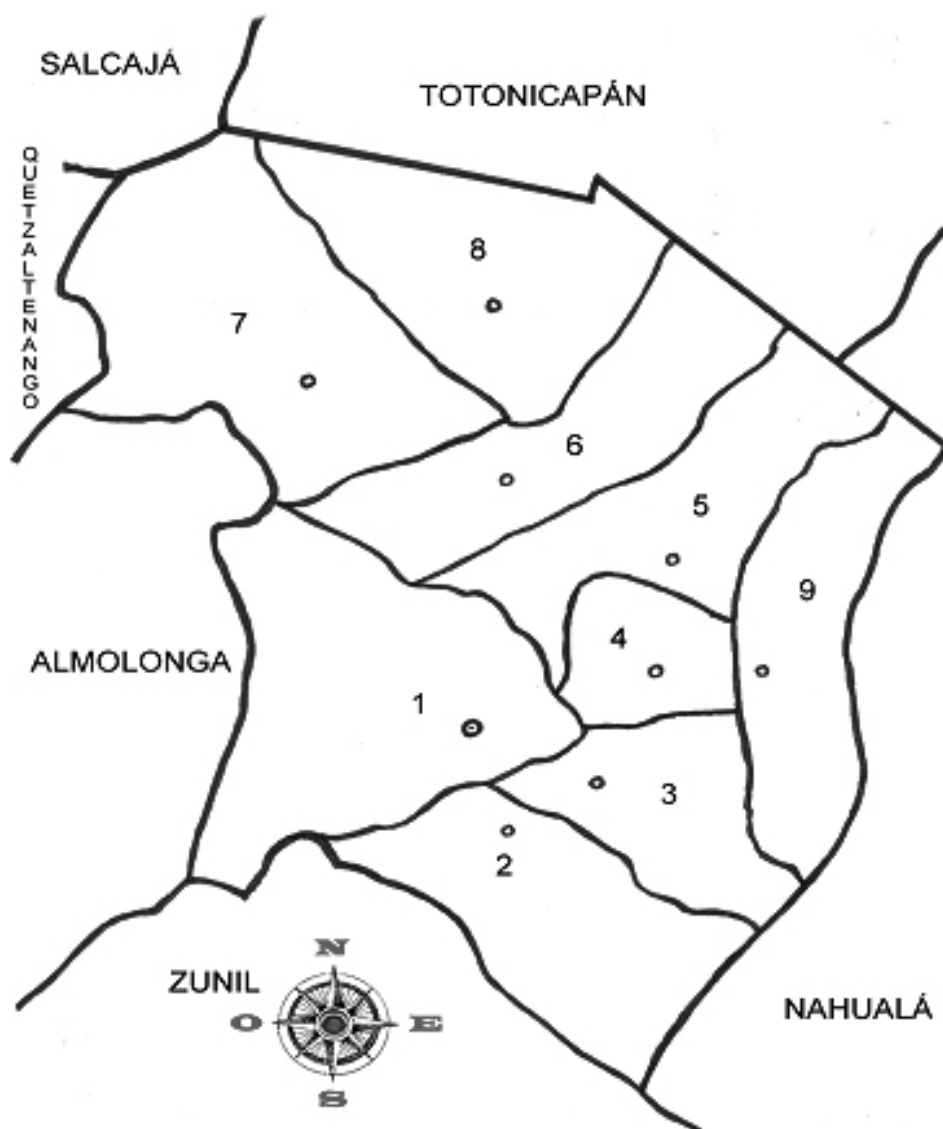 SALCAJÁ
TOTONICAPÁN
QUETZALTENANGO
8
7
6
5
9
4
ALMOLONGA
1
3
2
ZUNIL
N
O
E
S
NAHUALÁ